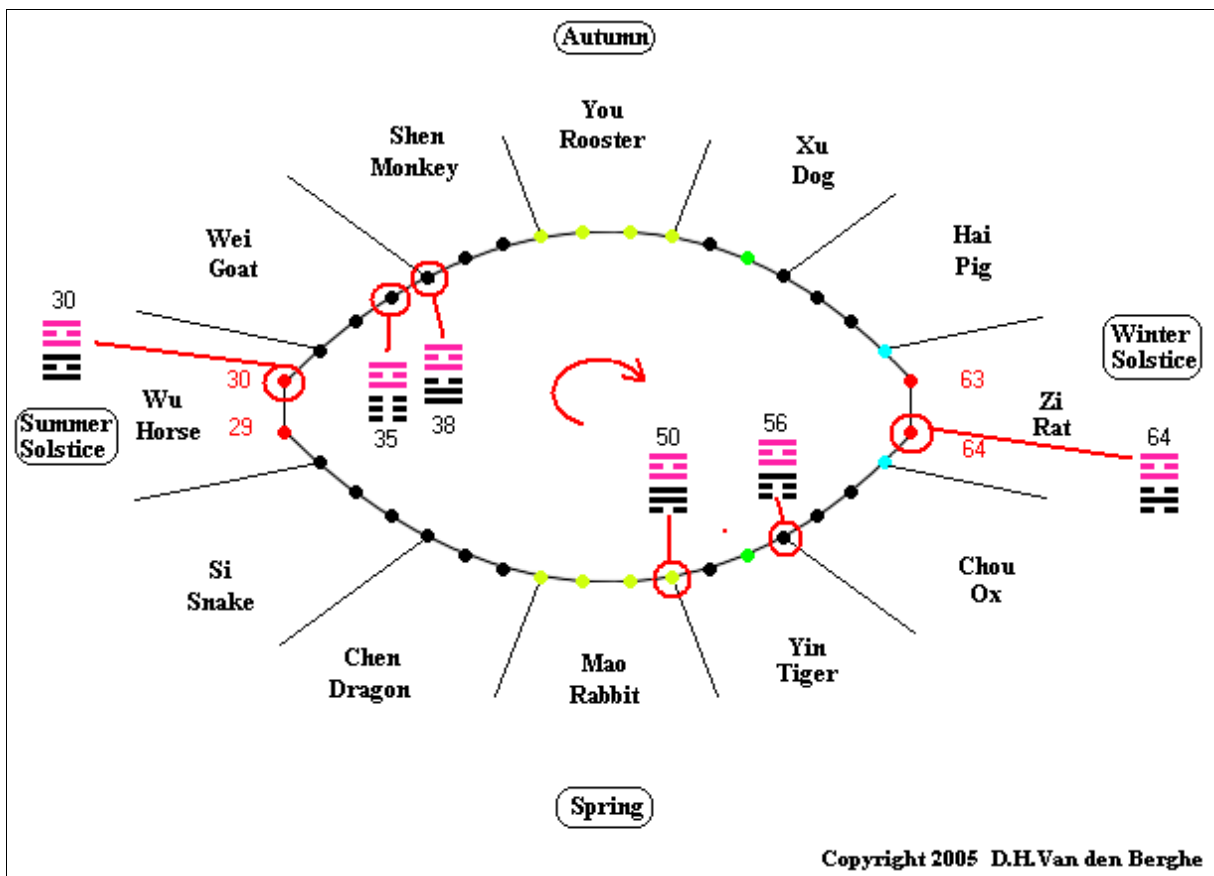 Autumn
You
Rooster
Shen
Monkey
Xu
Dog
Wei
Goat
Hai
Pig
30
Winter
Solstice
30
63
Wu
Horse
Zi
Rat
Summer
Solstice
29
35
38
50
56
64
64
Si
Snake
Chou
Ox
Chen
Dragon
Mao
Rabbit
Yin
Tiger
Spring
Copyright 2005 D.H.Van den Berghe